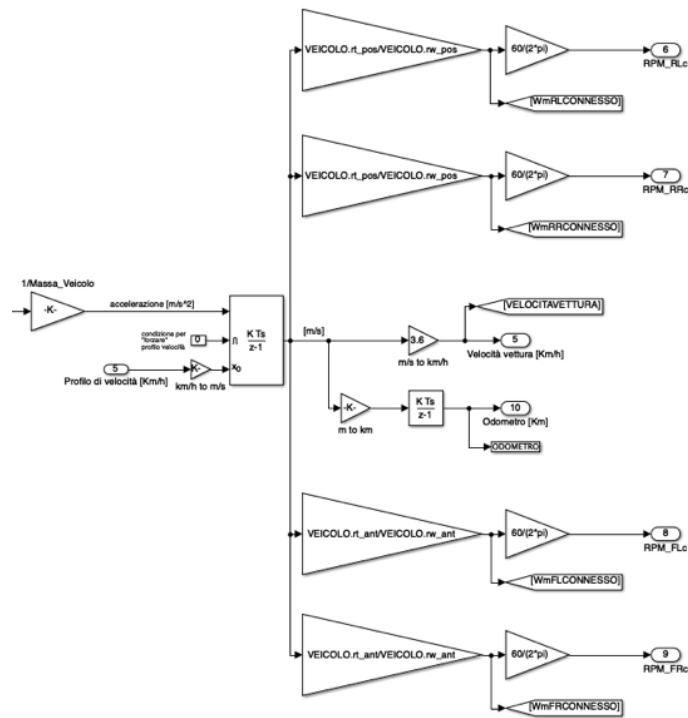 VEICOLO.rt_pos/VEICOLO.rw_pos
60/(2*pi)
6
RPM_RLc
[WmRLCONNESSO]
VEICOLO.rt_pos/VEICOLO.rw_pos
60/(2*pi)
7
RPM_RRc
[WmRRCONNESSO]
1/Massa_Veicolo
-K-
accelerazione [m/s^2]
condizione per
"forzare"
profilo velocità
0
5
Profilo di velocità [Km/h]
-K-
km/h to m/s
K Ts
z-1
x₀
[m/s]
3.6
m/s to km/h
[VELOCITAVETTURA]
5
Velocità vettura [Km/h]
-K-
m to km
K Ts
z-1
10
Odometro [Km]
ODOMETRO
VEICOLO.rt_ant/VEICOLO.rw_ant
60/(2*pi)
8
RPM_FLc
[WmFLCONNESSO]
VEICOLO.rt_ant/VEICOLO.rw_ant
60/(2*pi)
9
RPM_FRc
[WmFRCONNESSO]